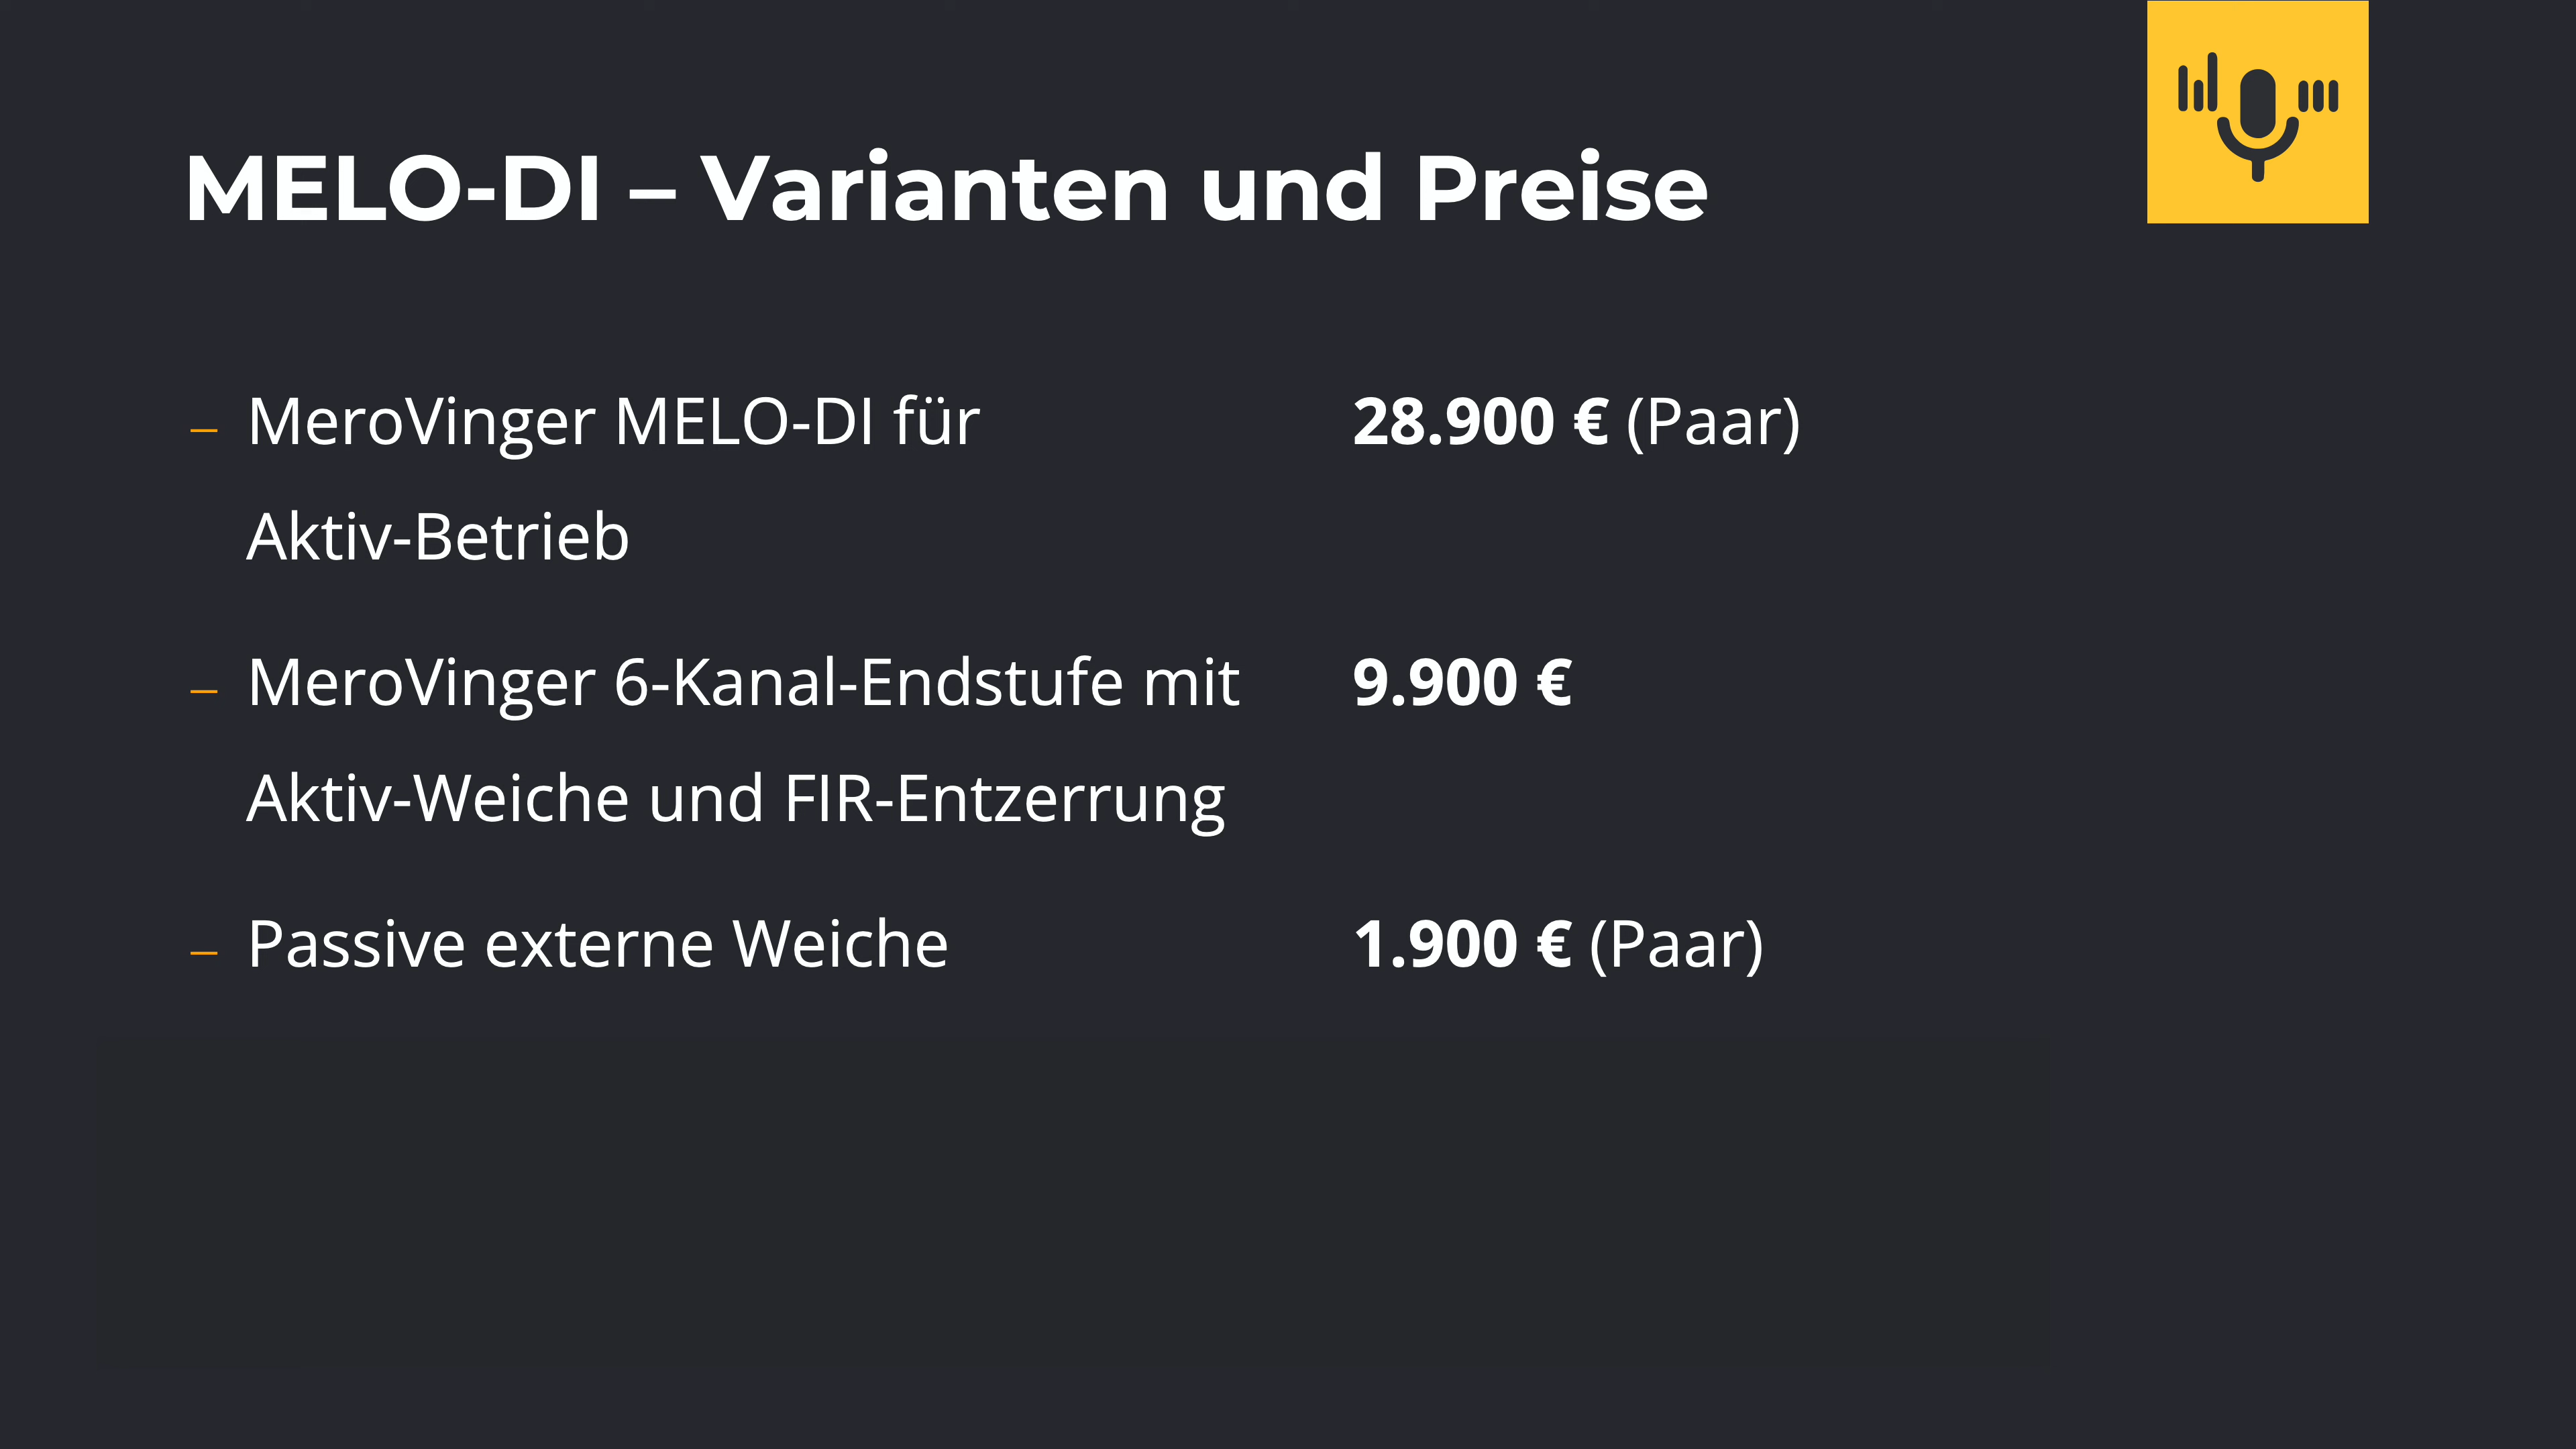 MELO-DI – Varianten und Preise
– MeroVinger MELO-DI für 28.900 € (Paar)
Aktiv-Betrieb
– MeroVinger 6-Kanal-Endstufe mit 9.900 €
Aktiv-Weiche und FIR-Entzerrung
– Passive externe Weiche 1.900 € (Paar)